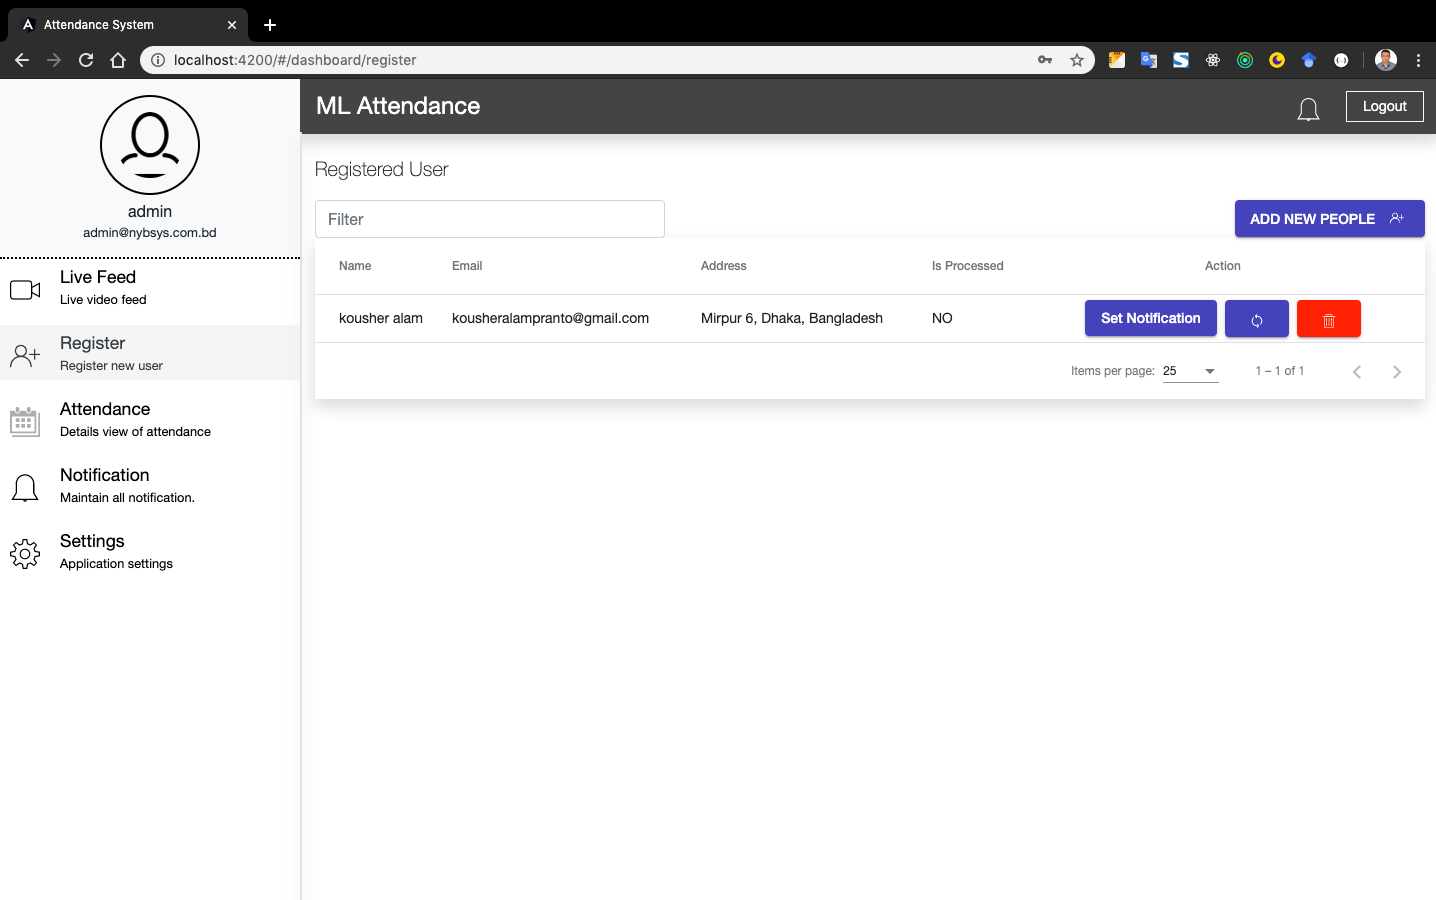 Attendance System
localhost:4200/#/dashboard/register
ML Attendance
Logout
admin
admin@nybsys.com.bd
Live Feed
Live video feed
Register
Register new user
Attendance
Details view of attendance
Notification
Maintain all notification.
Settings
Application settings
Registered User
Filter
ADD NEW PEOPLE
Name Email Address Is Processed Action
kousher alam kousheralampranto@gmail.com Mirpur 6, Dhaka, Bangladesh NO Set Notification
Items per page: 25 1 – 1 of 1